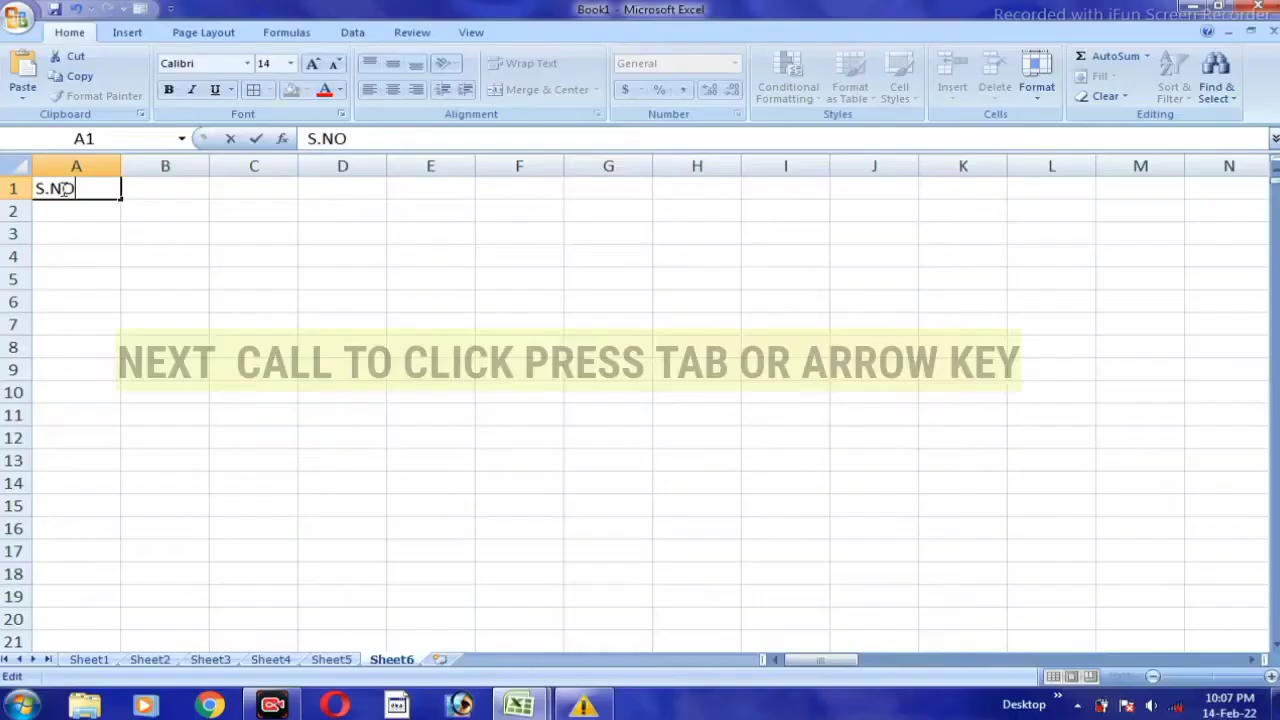 Book1 - Microsoft Excel
Recorded with iFun Screen Recorder
Home Insert Page Layout Formulas Data Review View
Paste
Cut
Copy
Format Painter
Clipboard
Calibri 14
B I U
Font
Wrap Text
Merge & Center
Alignment
General
$ % ,
Number
Conditional Formatting
Format as Table
Cell Styles
Styles
Insert
Delete
Format
Cells
Σ AutoSum
Fill
Clear
Sort & Filter
Find & Select
Editing
A1 fx S.NO
A B C D E F G H I J K L M N
1 S.NO
2
3
4
5
6
7
8
NEXT CALL TO CLICK PRESS TAB OR ARROW KEY
9
10
11
12
13
14
15
16
17
18
19
20
21
Sheet1 Sheet2 Sheet3 Sheet4 Sheet5 Sheet6
Edit
Desktop
10:07 PM
14-Feb-22